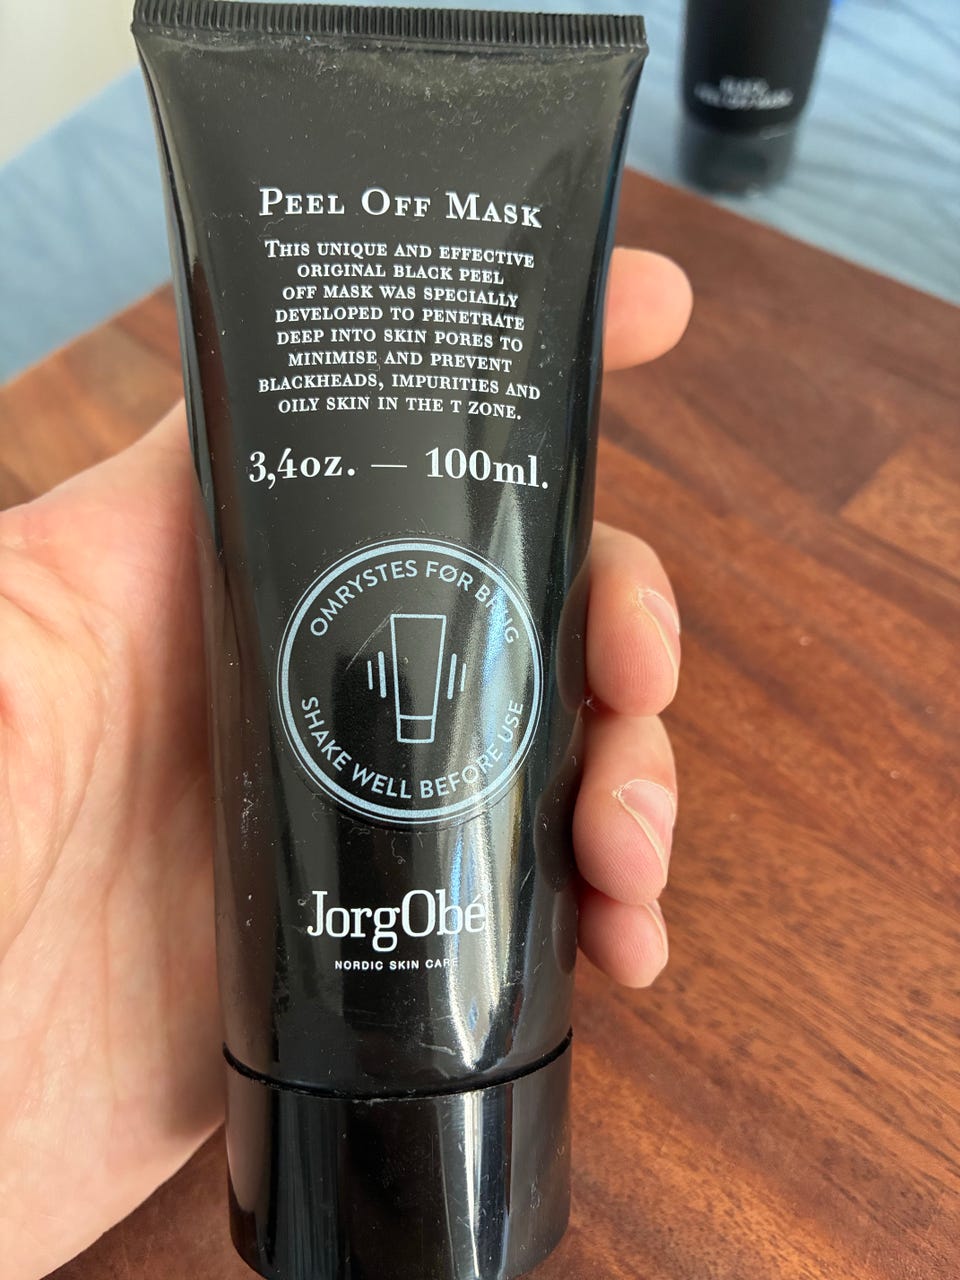 PEEL OFF MASK
THIS UNIQUE AND EFFECTIVE
ORIGINAL BLACK PEEL
OFF MASK WAS SPECIALLY
DEVELOPED TO PENETRATE
DEEP INTO SKIN PORES TO
MINIMISE AND PREVENT
BLACKHEADS, IMPURITIES AND
OILY SKIN IN THE T ZONE.
3,4oz. — 100ml.
OMRYSTES FØR BRUG
SHAKE WELL BEFORE USE
JorgObé
NORDIC SKIN CARE